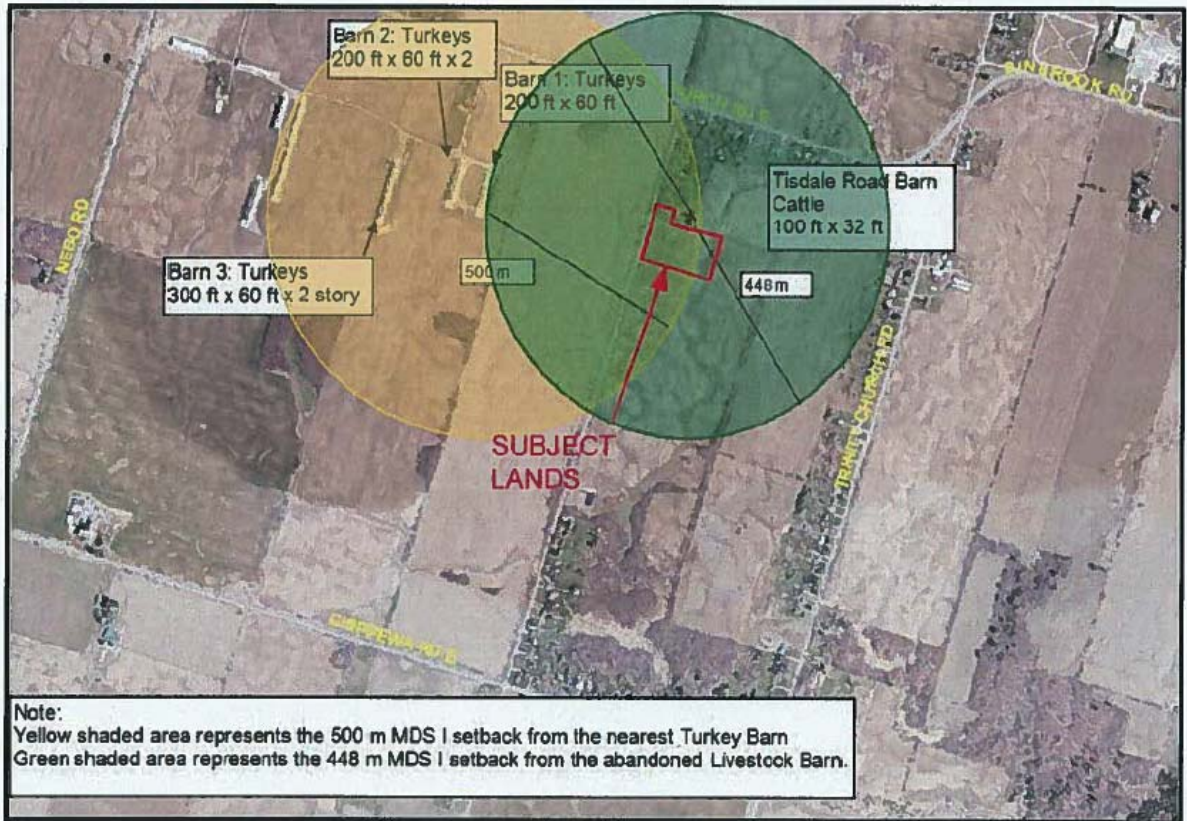 Barn 2: Turkeys
200 ft x 60 ft x 2
Barn 1: Turkeys
200 ft x 60 ft
BINBROOK RD
Tisdale Road Barn
Cattle
100 ft x 32 ft
NEBO RD
Barn 3: Turkeys
300 ft x 60 ft x 2 story
500 m
448 m
SUBJECT
LANDS
TRINITY CHURCH RD
CHIPPEWA RD E
Note:
Yellow shaded area represents the 500 m MDS I setback from the nearest Turkey Barn
Green shaded area represents the 448 m MDS I setback from the abandoned Livestock Barn.